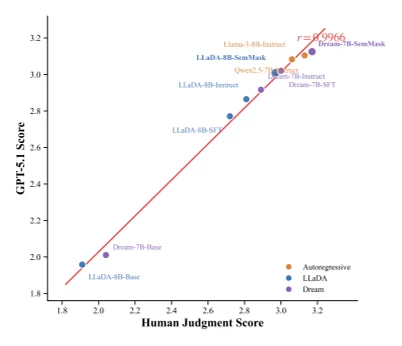 r = 0.9966
3.2
Llama-3-8B-Instruct
Dream-7B-SemMask
LLaDA-8B-SemMask
3.0
Qwen2.5-7B-Instruct
Dream-7B-Instruct
LLaDA-8B-Instruct
Dream-7B-SFT
2.8
LLaDA-8B-SFT
2.6
GPT-5.1 Score
2.4
2.2
Dream-7B-Base
2.0
LLaDA-8B-Base
Autoregressive
LLaDA
Dream
1.8
1.8 2.0 2.2 2.4 2.6 2.8 3.0 3.2
Human Judgment Score